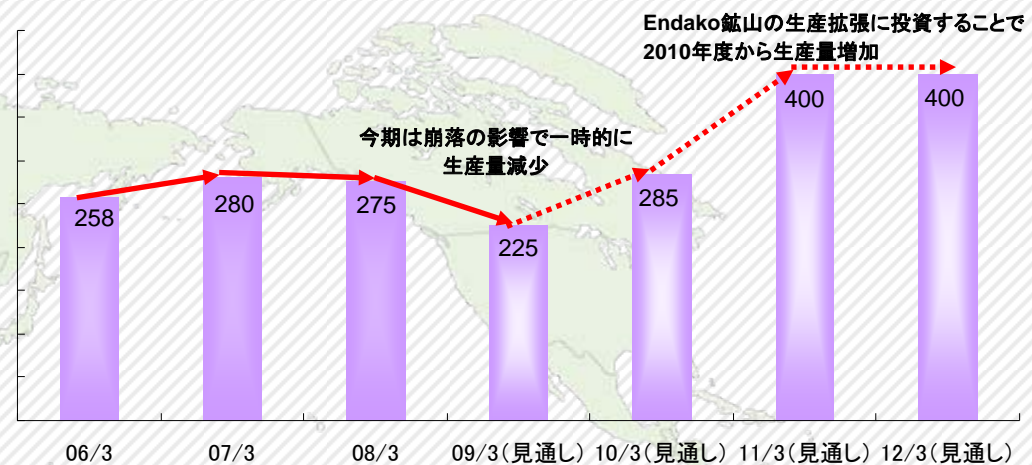 Endako鉱山の生産拡張に投資することで
2010年度から生産量増加
今期は崩落の影響で一時的に
生産量減少
258
280
275
225
285
400
400
06/3
07/3
08/3
09/3(見通し)
10/3(見通し)
11/3(見通し)
12/3(見通し)